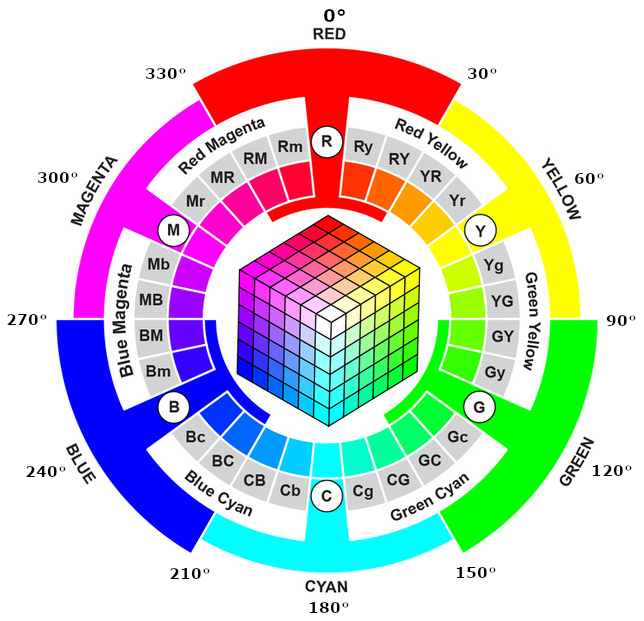 0°
RED
330°
30°
Red Magenta
Red Yellow
R
Rm
Ry
RM
RY
MR
YR
Mr
Yr
300°
MAGENTA
YELLOW
60°
M
Y
Mb
Yg
MB
YG
Blue Magenta
Green Yellow
270°
90°
BM
GY
Bm
Gy
B
G
Bc
Gc
BC
GC
CB
CG
Cb
Cg
C
Blue Cyan
Green Cyan
BLUE
GREEN
240°
120°
210°
150°
CYAN
180°